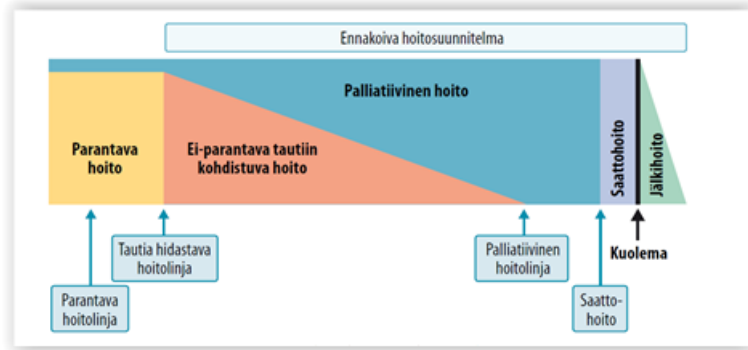 Ennakoiva hoitosuunnitelma
Palliatiivinen hoito
Parantava
hoito
Ei-parantava tautiin
kohdistuva hoito
Saattohoito
Jälkihoito
Tautia hidastava
hoitolinja
Palliatiivinen
hoitolinja
Kuolema
Parantava
hoitolinja
Saatto-
hoito